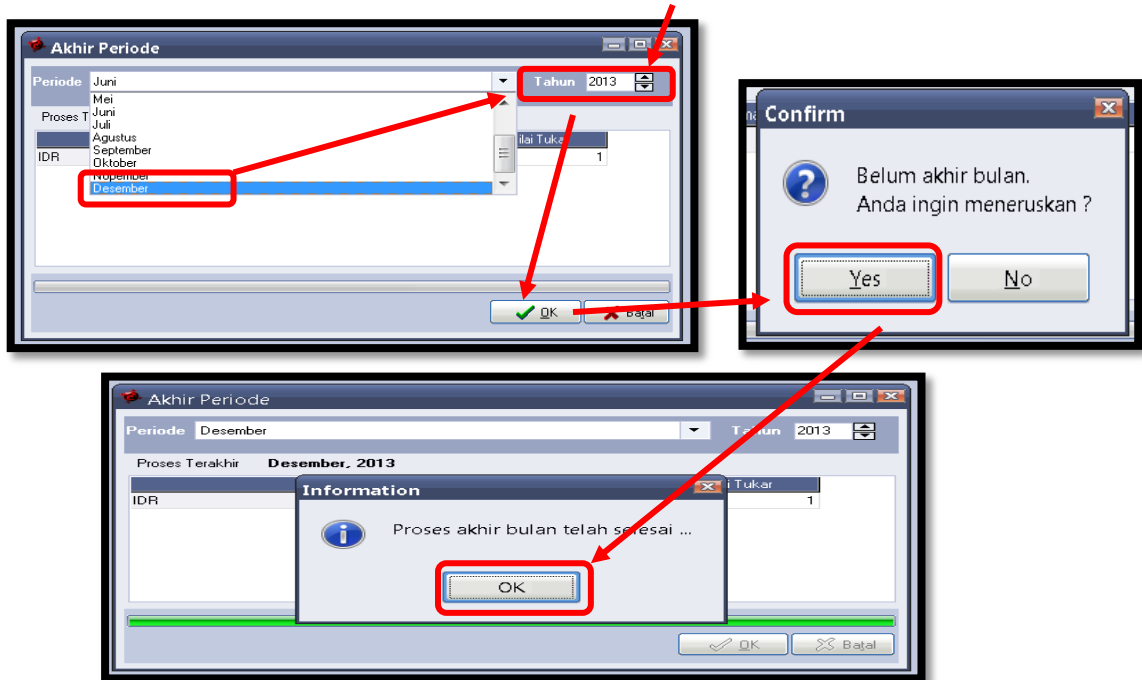 Akhir Periode
Periode Juni Tahun 2013
Mei
Juni
Juli
Agustus
September
Oktober
Nopember
Desember
Proses T
ilai Tuka
IDR 1
OK Batal
Confirm
Belum akhir bulan.
Anda ingin meneruskan ?
Yes No
Akhir Periode
Periode Desember Tahun 2013
Proses Terakhir Desember, 2013
i Tukar
IDR 1
Information
Proses akhir bulan telah selesai ...
OK
OK Batal